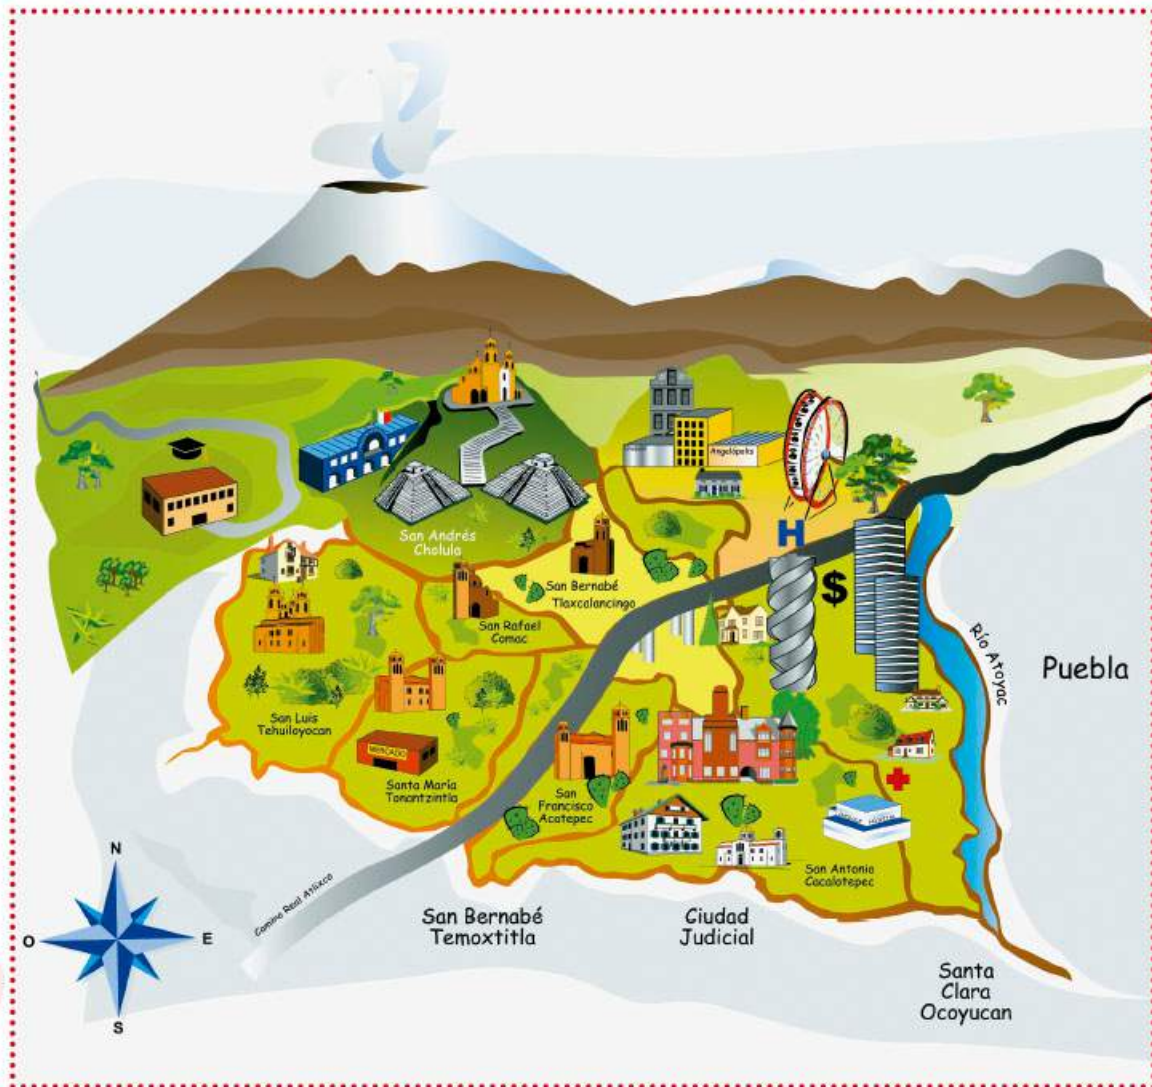 Angelópolis
San Andrés
Cholula
H
San Bernabé
Tlaxcalancingo
$
San Rafael
Comac
Río Atoyac
Puebla
San Luis
Tehuiloyocan
MERCADO
Santa María
Tonantzintla
San
Francisco
Acatepec
San Antonio
Cacalotepec
Camino Real Atlixco
San Bernabé
Temoxtitla
Ciudad
Judicial
Santa
Clara
Ocoyucan
N
O
E
S